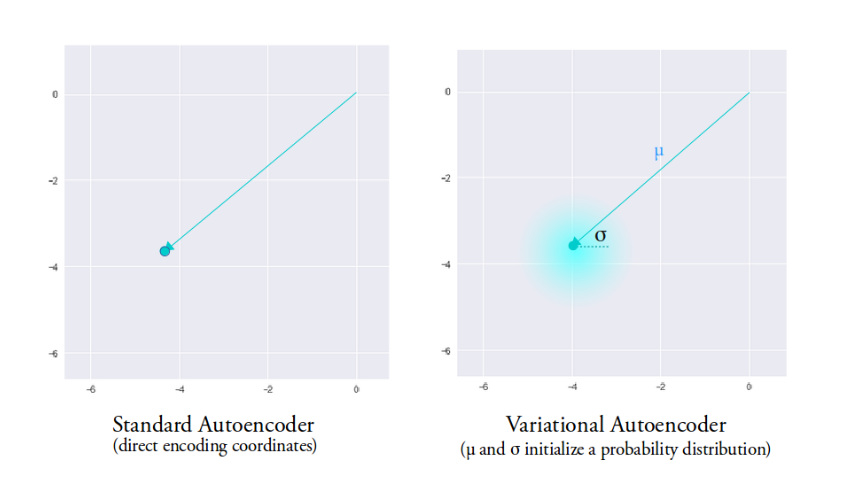 0
-2
-4
-6
-6 -4 -2 0
Standard Autoencoder
(direct encoding coordinates)
0
-2
-4
-6
μ
σ
-6 -4 -2 0
Variational Autoencoder
(μ and σ initialize a probability distribution)